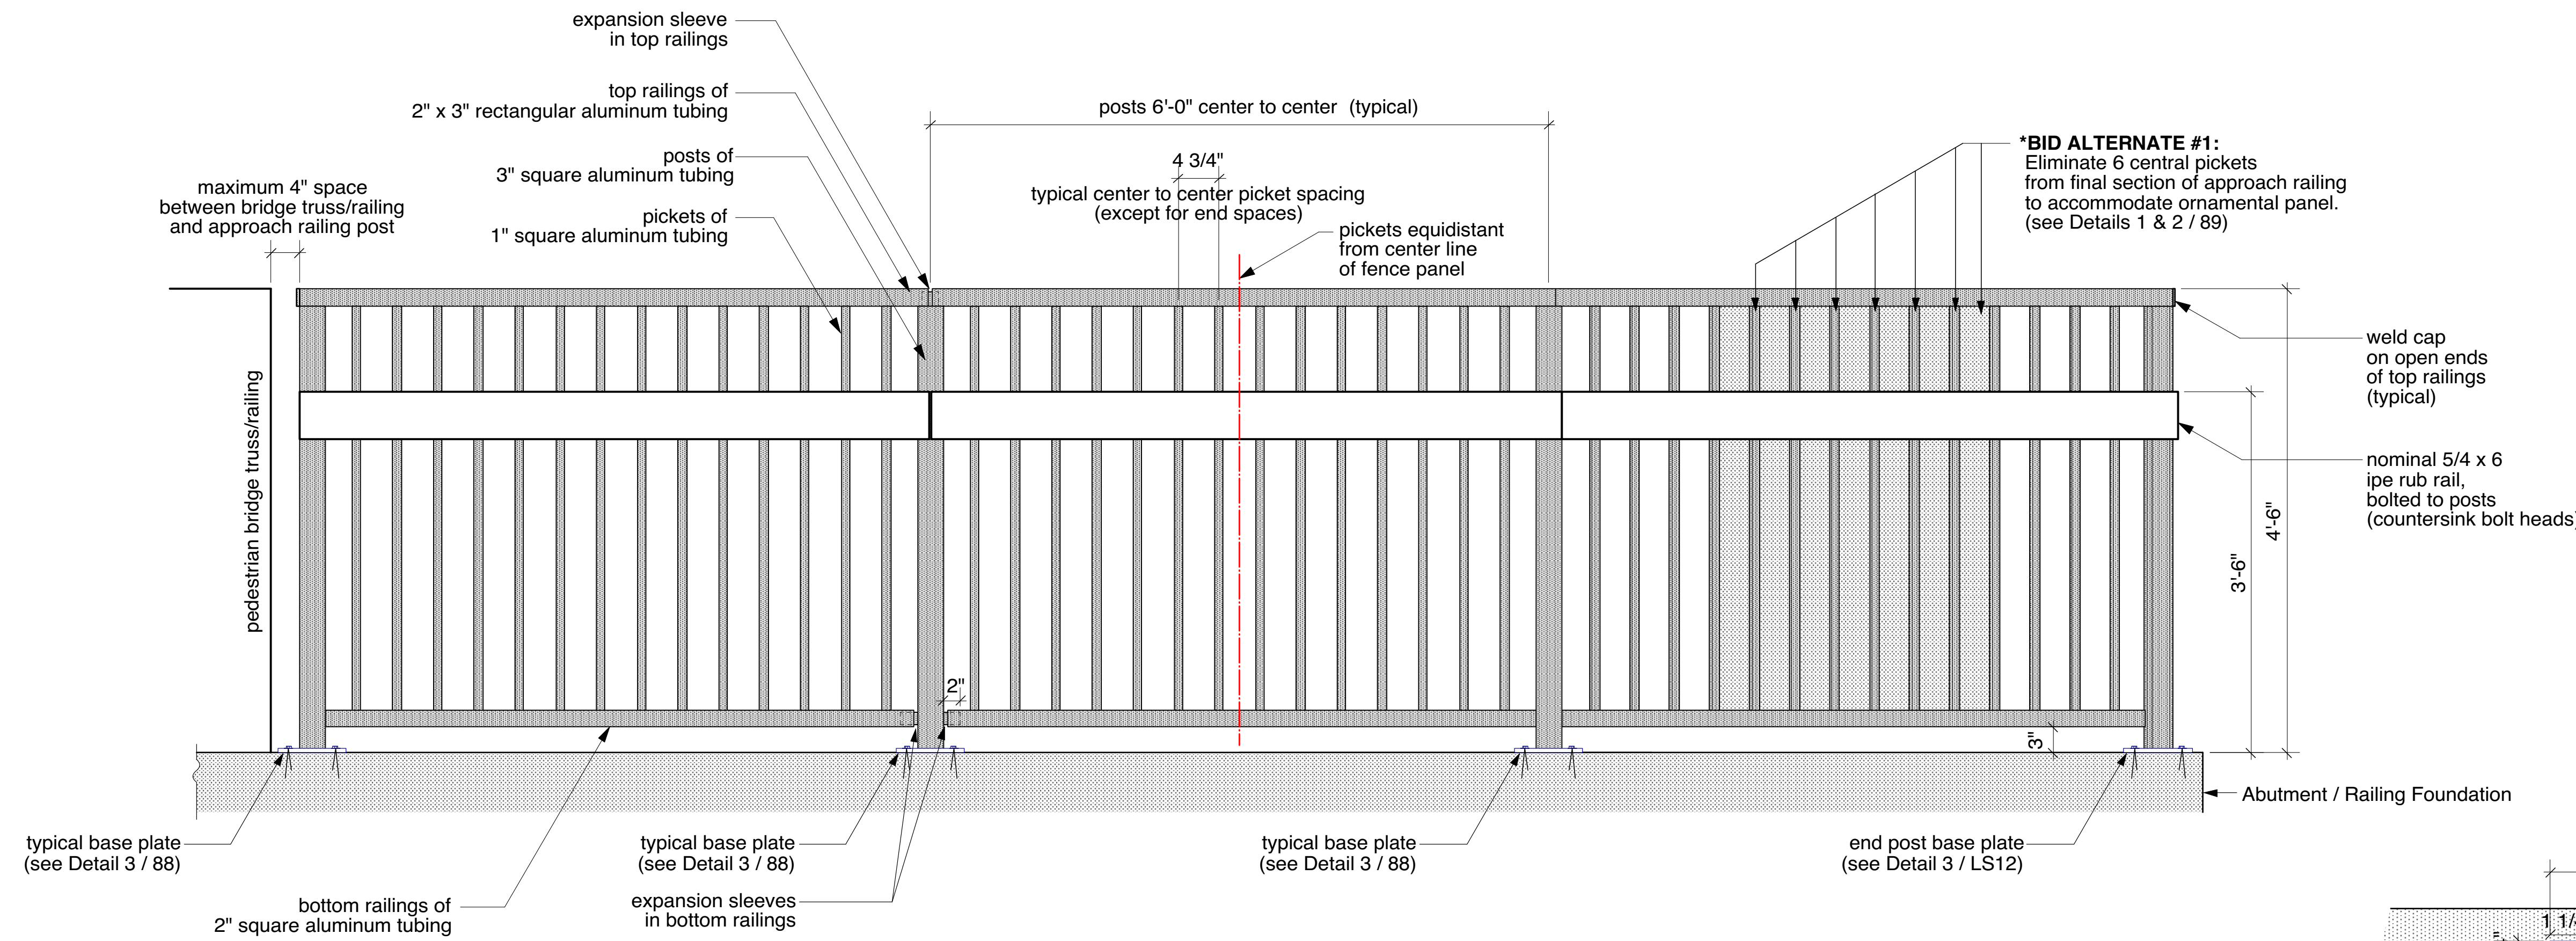 expansion sleeve
in top railings
top railings of
2" x 3" rectangular aluminum tubing
posts of
3" square aluminum tubing
pickets of
1" square aluminum tubing
maximum 4" space
between bridge truss/railing
and approach railing post
posts 6'-0" center to center (typical)
4 3/4"
typical center to center picket spacing
(except for end spaces)
pickets equidistant
from center line
of fence panel
*BID ALTERNATE #1:
Eliminate 6 central pickets
from final section of approach railing
to accommodate ornamental panel.
(see Details 1 & 2 / 89)
weld cap
on open ends
of top railings
(typical)
nominal 5/4 x 6
ipe rub rail,
bolted to posts
(countersink bolt heads)
pedestrian bridge truss/railing
4'-6"
3'-6"
2"
3"
Abutment / Railing Foundation
typical base plate
(see Detail 3 / 88)
typical base plate
(see Detail 3 / 88)
typical base plate
(see Detail 3 / 88)
end post base plate
(see Detail 3 / LS12)
bottom railings of
2" square aluminum tubing
expansion sleeves
in bottom railings
1 1/